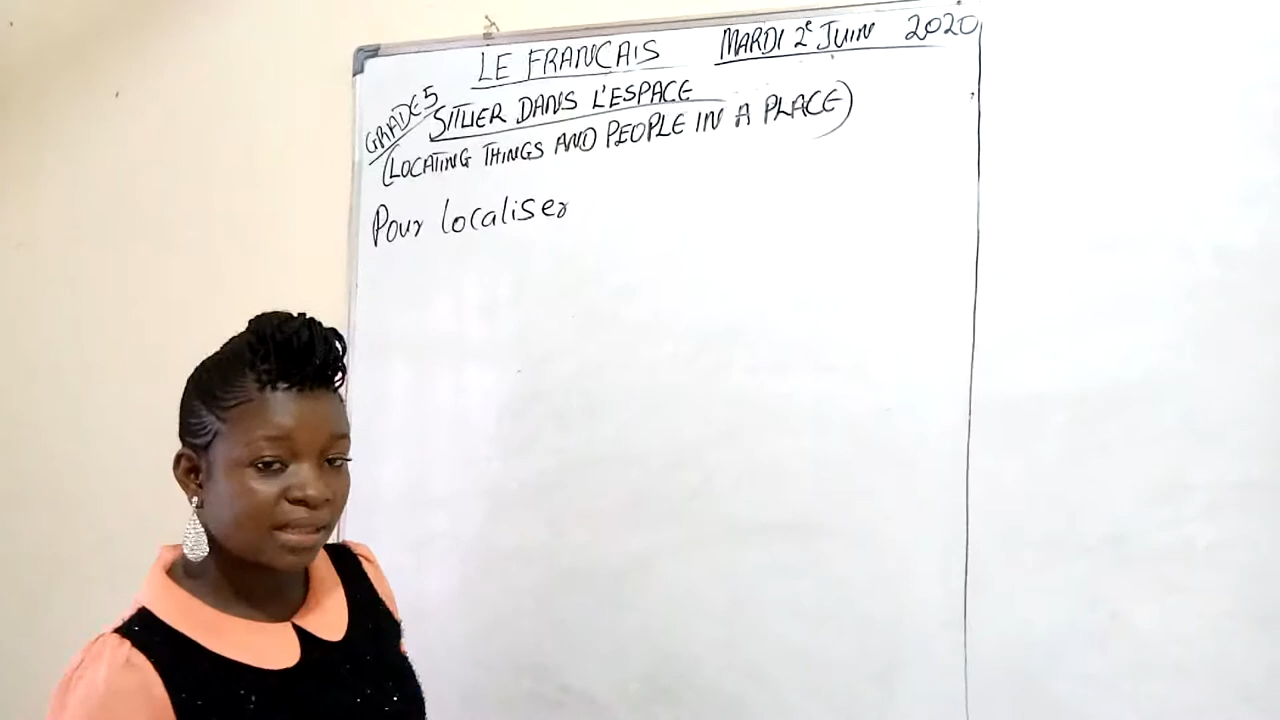 LE FRANCAIS MARDI 2e JUIN 2020
GRADE 5
SITUER DANS L'ESPACE
(LOCATING THINGS AND PEOPLE IN A PLACE)
Pour localiser